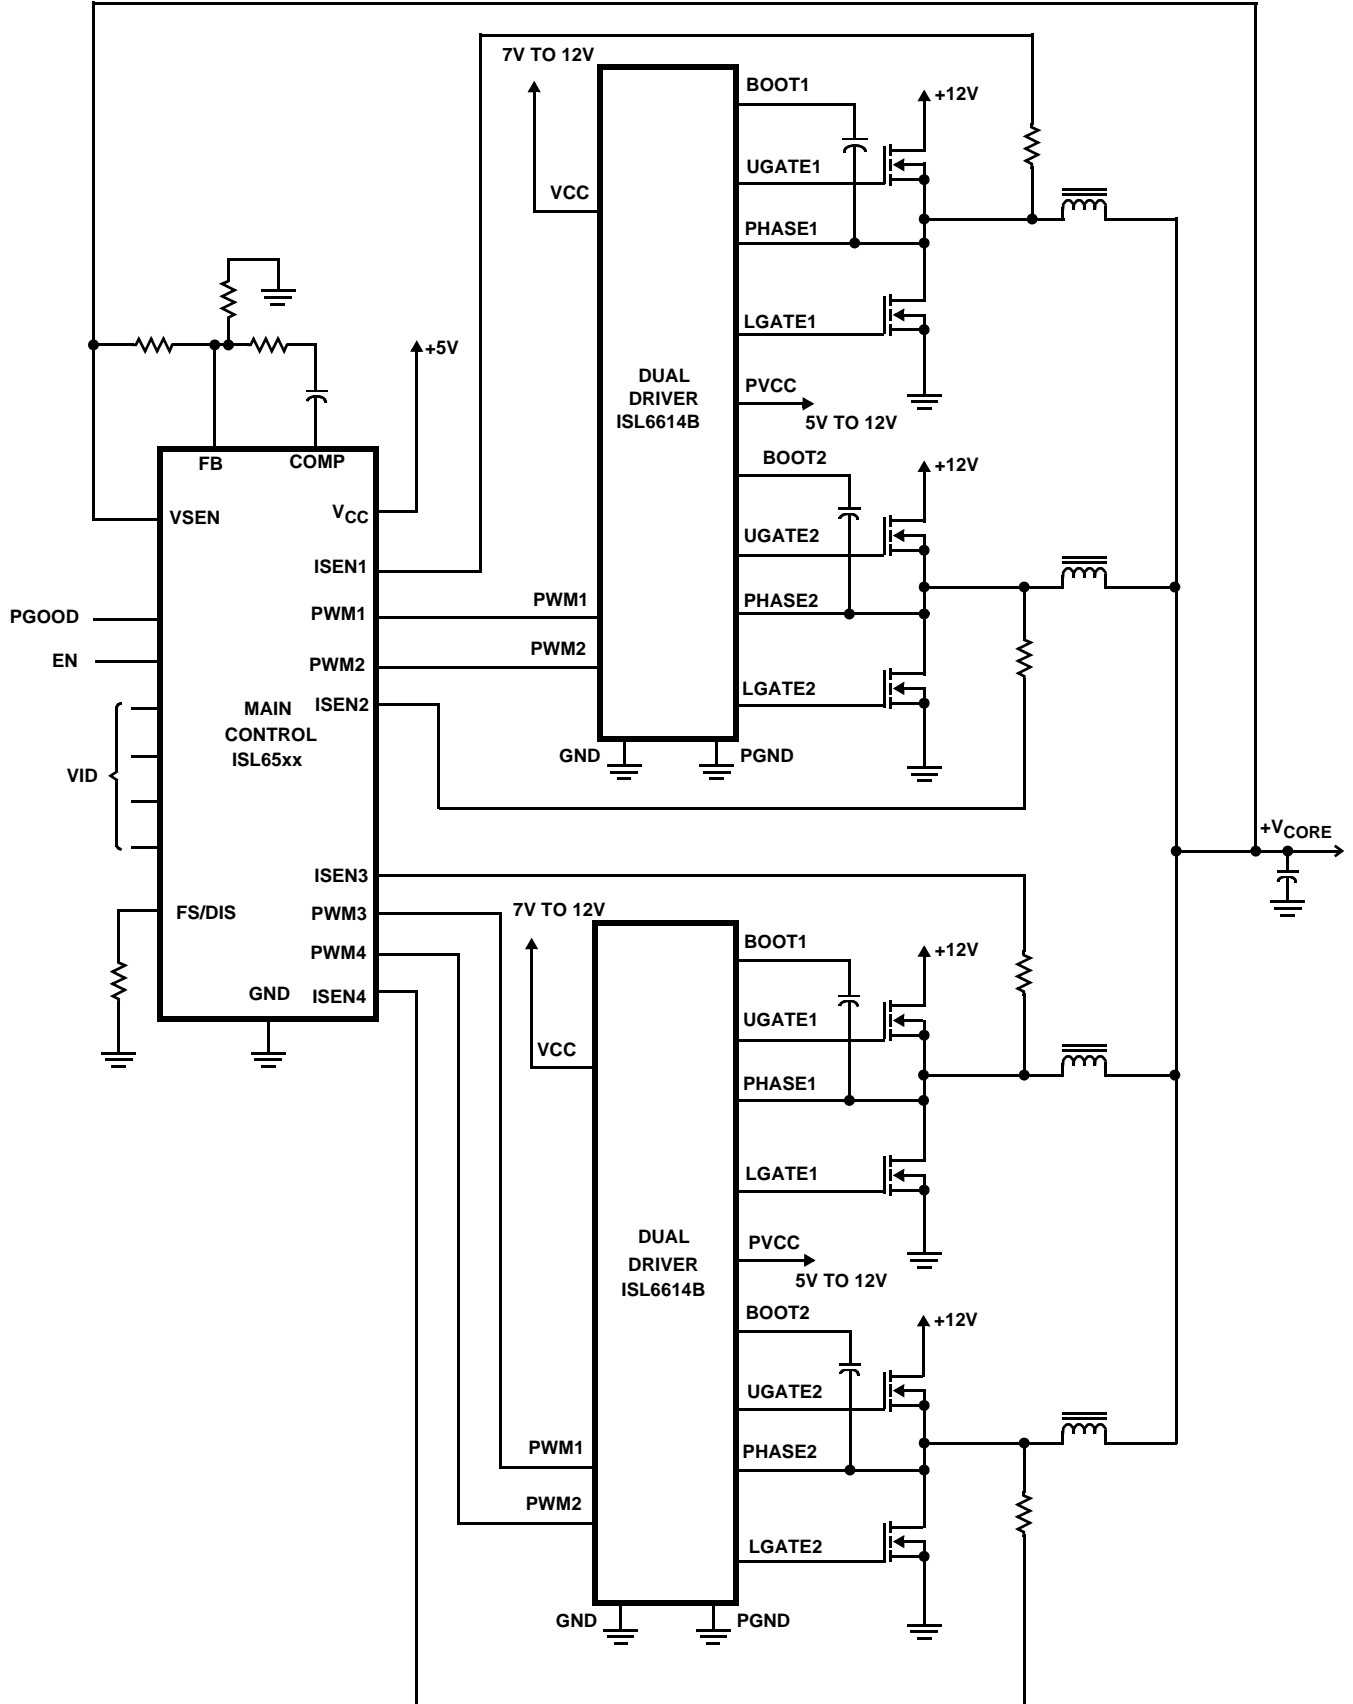 7V TO 12V
BOOT1
+12V
UGATE1
VCC
PHASE1
LGATE1
+5V
DUAL
DRIVER
ISL6614B
PVCC
5V TO 12V
BOOT2
+12V
FB
COMP
VSEN
VCC
UGATE2
ISEN1
PWM1
PHASE2
PGOOD
PWM1
PWM2
EN
PWM2
LGATE2
ISEN2
MAIN
CONTROL
ISL65xx
VID
GND
PGND
+VCORE
ISEN3
FS/DIS
PWM3
7V TO 12V
PWM4
BOOT1
+12V
GND
ISEN4
UGATE1
VCC
PHASE1
LGATE1
DUAL
DRIVER
ISL6614B
PVCC
5V TO 12V
BOOT2
+12V
UGATE2
PWM1
PHASE2
PWM2
LGATE2
GND
PGND